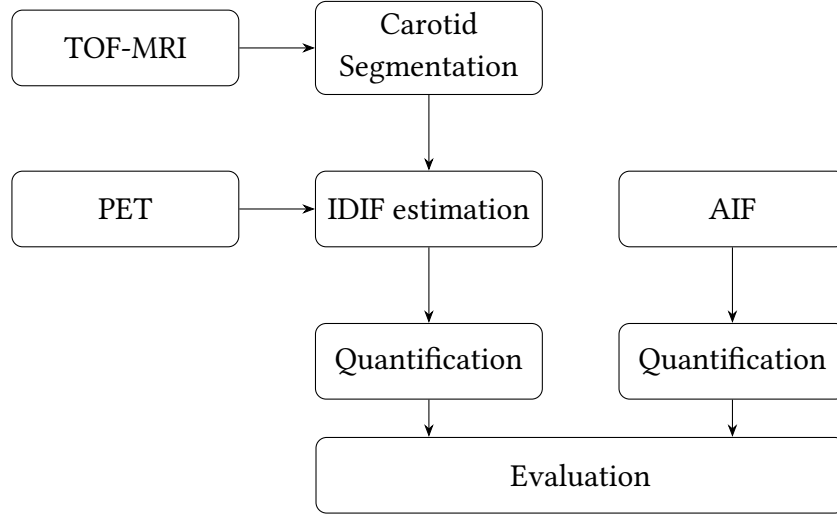 TOF-MRI
Carotid
Segmentation
PET
IDIF estimation
AIF
Quantification
Quantification
Evaluation